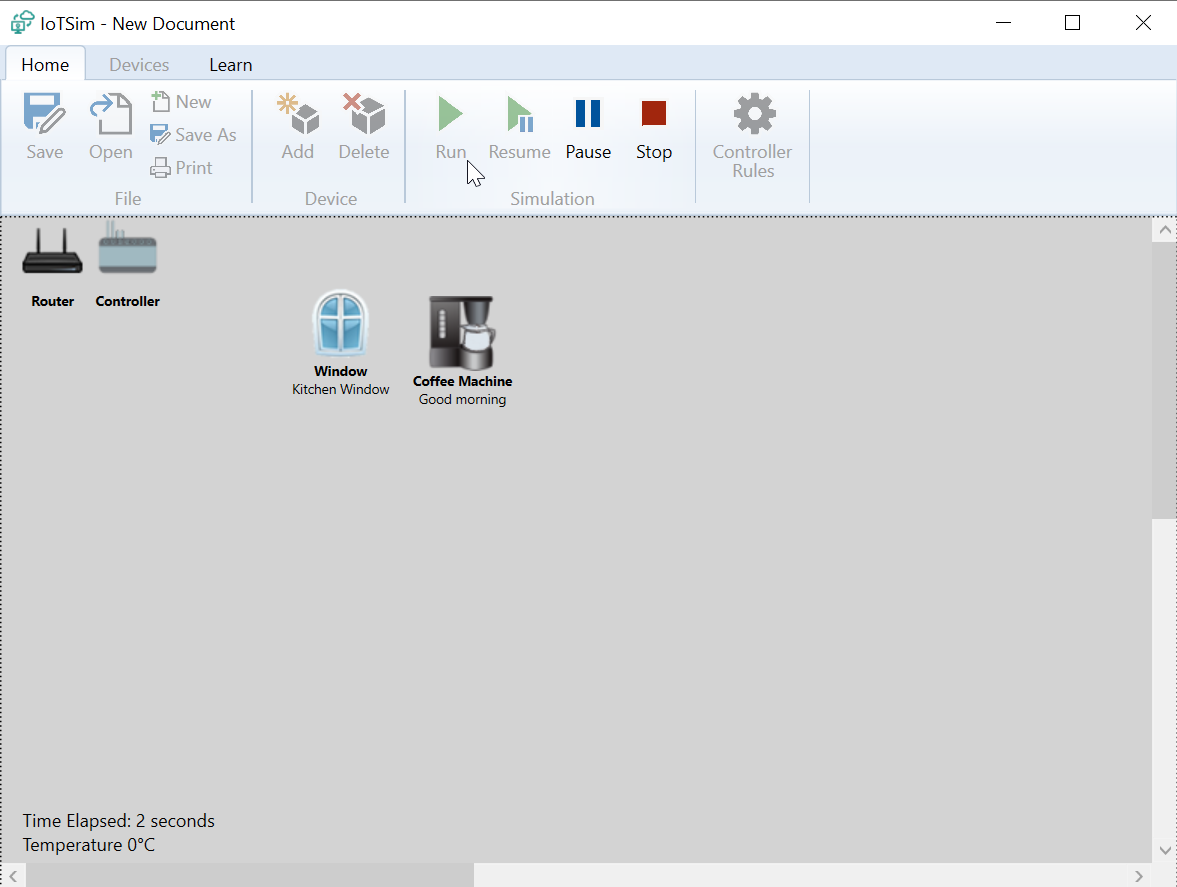 IoTSim - New Document
Home Devices Learn
Save
Open
New
Save As
Print
File
Add
Delete
Device
Run
Resume
Pause
Stop
Simulation
Controller
Rules
Router
Controller
Window
Kitchen Window
Coffee Machine
Good morning
Time Elapsed: 2 seconds
Temperature 0°C